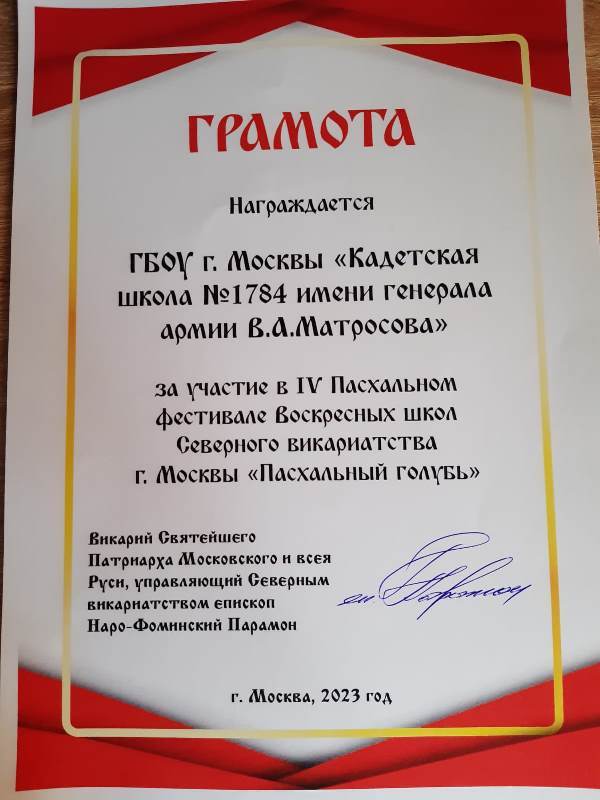 ГРАМОТА
Награждается
ГБОУ г. Москвы «Кадетская
школа №1784 имени генерала
армии В.А.Матросова»
за участие в IV Пасхальном
фестивале Воскресных школ
Северного викариатства
г. Москвы «Пасхальный голубь»
Викарий Святейшего
Патриарха Московского и всея
Руси, управляющий Северным
викариатством епископ
Наро-Фоминский Парамон
г. Москва, 2023 год